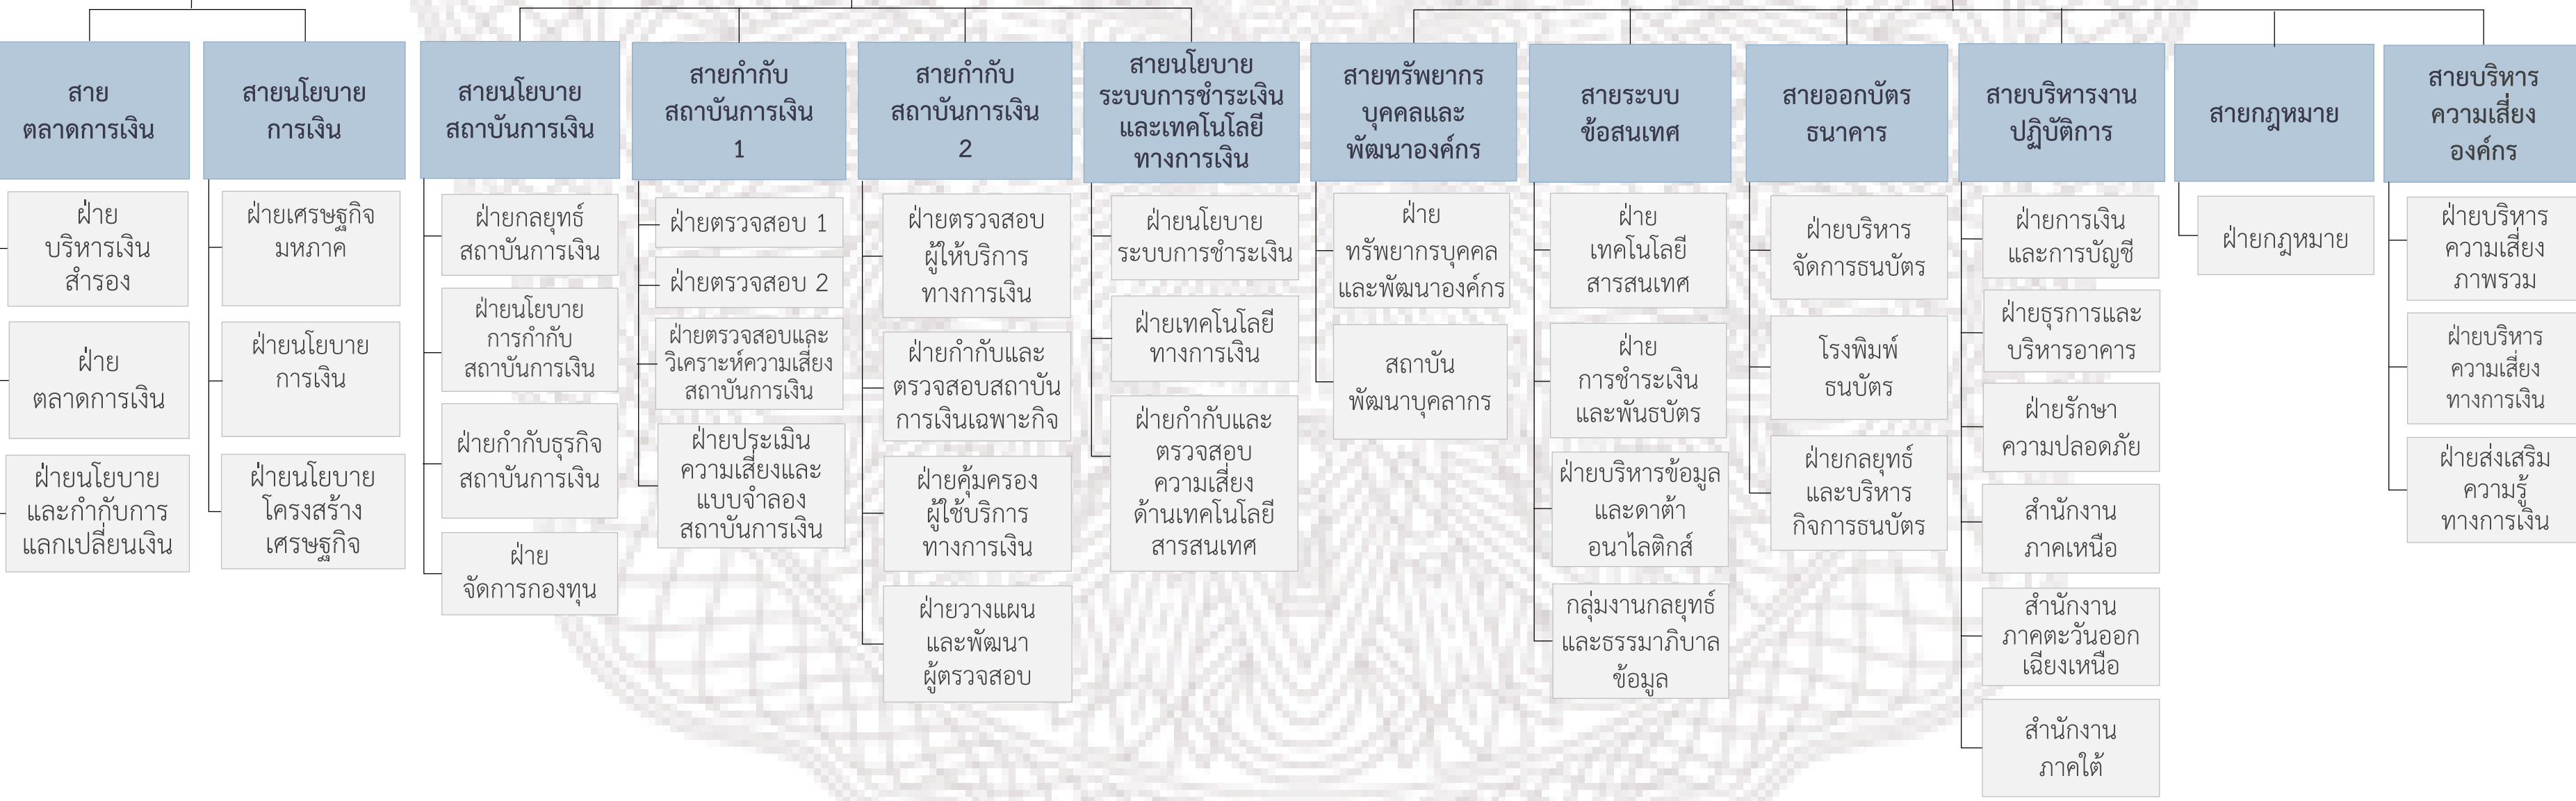 สาย
ตลาดการเงิน
ฝ่าย
บริหารเงิน
สำรอง
ฝ่าย
ตลาดการเงิน
ฝ่ายนโยบาย
และกำกับการ
แลกเปลี่ยนเงิน
สายนโยบาย
การเงิน
ฝ่ายเศรษฐกิจ
มหภาค
ฝ่ายนโยบาย
การเงิน
ฝ่ายนโยบาย
โครงสร้าง
เศรษฐกิจ
สายนโยบาย
สถาบันการเงิน
ฝ่ายกลยุทธ์
สถาบันการเงิน
ฝ่ายนโยบาย
การกำกับ
สถาบันการเงิน
ฝ่ายกำกับธุรกิจ
สถาบันการเงิน
ฝ่าย
จัดการกองทุน
สายกำกับ
สถาบันการเงิน
1
ฝ่ายตรวจสอบ 1
ฝ่ายตรวจสอบ 2
ฝ่ายตรวจสอบและ
วิเคราะห์ความเสี่ยง
สถาบันการเงิน
ฝ่ายประเมิน
ความเสี่ยงและ
แบบจำลอง
สถาบันการเงิน
สายกำกับ
สถาบันการเงิน
2
ฝ่ายตรวจสอบ
ผู้ให้บริการ
ทางการเงิน
ฝ่ายกำกับและ
ตรวจสอบสถาบัน
การเงินเฉพาะกิจ
ฝ่ายคุ้มครอง
ผู้ใช้บริการ
ทางการเงิน
ฝ่ายวางแผน
และพัฒนา
ผู้ตรวจสอบ
สายนโยบาย
ระบบการชำระเงิน
และเทคโนโลยี
ทางการเงิน
ฝ่ายนโยบาย
ระบบการชำระเงิน
ฝ่ายเทคโนโลยี
ทางการเงิน
ฝ่ายกำกับและ
ตรวจสอบ
ความเสี่ยง
ด้านเทคโนโลยี
สารสนเทศ
สายทรัพยากร
บุคคลและ
พัฒนาองค์กร
ฝ่าย
ทรัพยากรบุคคล
และพัฒนาองค์กร
สถาบัน
พัฒนาบุคลากร
สายระบบ
ข้อสนเทศ
ฝ่าย
เทคโนโลยี
สารสนเทศ
ฝ่าย
การชำระเงิน
และพันธบัตร
ฝ่ายบริหารข้อมูล
และดาต้า
อนาไลติกส์
กลุ่มงานกลยุทธ์
และธรรมาภิบาล
ข้อมูล
สายออกบัตร
ธนาคาร
ฝ่ายบริหาร
จัดการธนบัตร
โรงพิมพ์
ธนบัตร
ฝ่ายกลยุทธ์
และบริหาร
กิจการธนบัตร
สายบริหารงาน
ปฏิบัติการ
ฝ่ายการเงิน
และการบัญชี
ฝ่ายธุรการและ
บริหารอาคาร
ฝ่ายรักษา
ความปลอดภัย
สำนักงาน
ภาคเหนือ
สำนักงาน
ภาคตะวันออก
เฉียงเหนือ
สำนักงาน
ภาคใต้
สายกฎหมาย
ฝ่ายกฎหมาย
สายบริหาร
ความเสี่ยง
องค์กร
ฝ่ายบริหาร
ความเสี่ยง
ภาพรวม
ฝ่ายบริหาร
ความเสี่ยง
ทางการเงิน
ฝ่ายส่งเสริม
ความรู้
ทางการเงิน